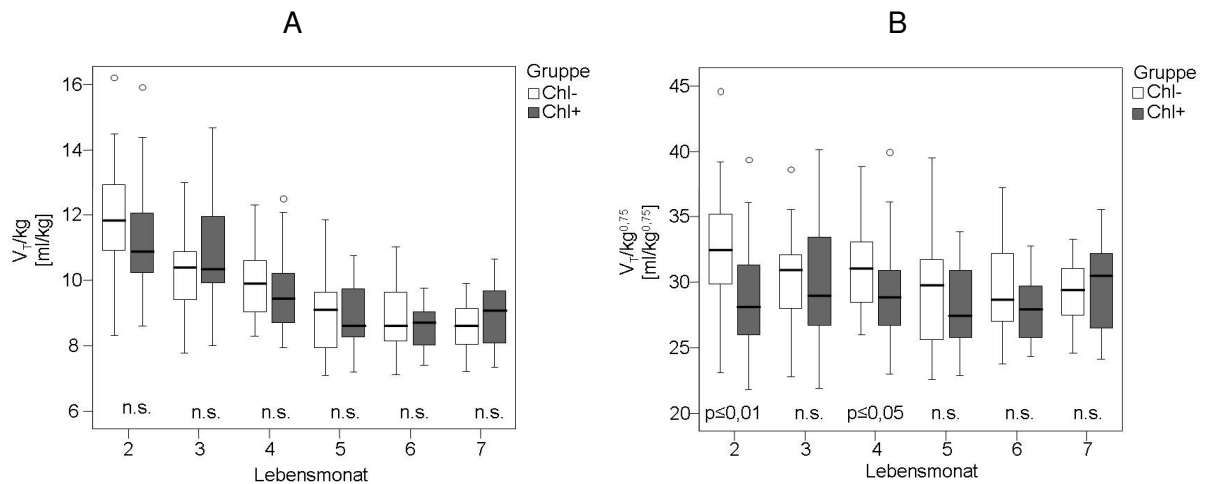 A
Gruppe
Chl-
Chl+
V_T/kg
[ml/kg]
16
14
12
10
8
6
n.s. n.s. n.s. n.s. n.s. n.s.
2 3 4 5 6 7
Lebensmonat
B
Gruppe
Chl-
Chl+
V_T/kg^0,75
[ml/kg^0,75]
45
40
35
30
25
20
p≤0,01 n.s. p≤0,05 n.s. n.s. n.s.
2 3 4 5 6 7
Lebensmonat